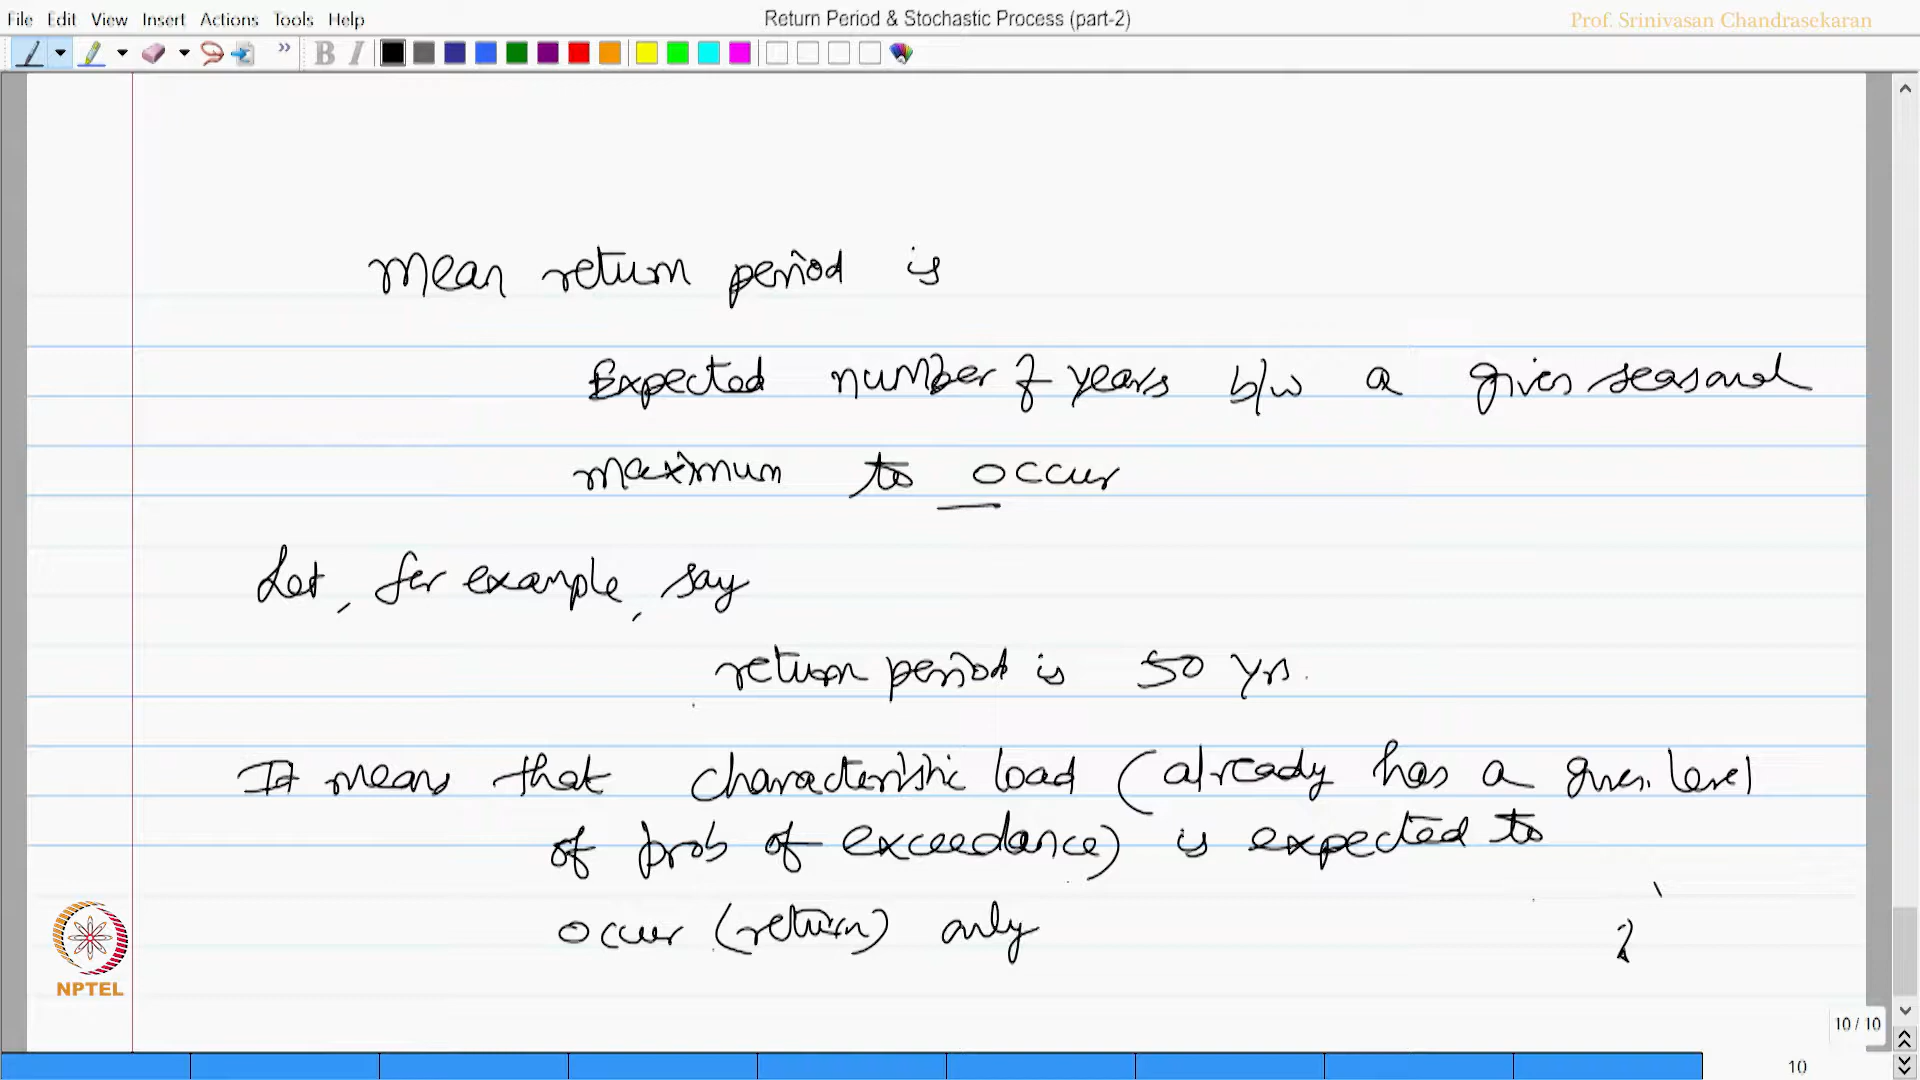 File Edit View Insert Actions Tools Help
Return Period & Stochastic Process (part-2)
Prof. Srinivasan Chandrasekaran
B I
Mean return period is
Expected number of years b/w a given seasonal
maximum to occur
Let, for example, say
return period is 50 yrs.
It means that characteristic load (already has a given level
of prob of exceedance) is expected to
occur (return) only
NPTEL
10 / 10
10